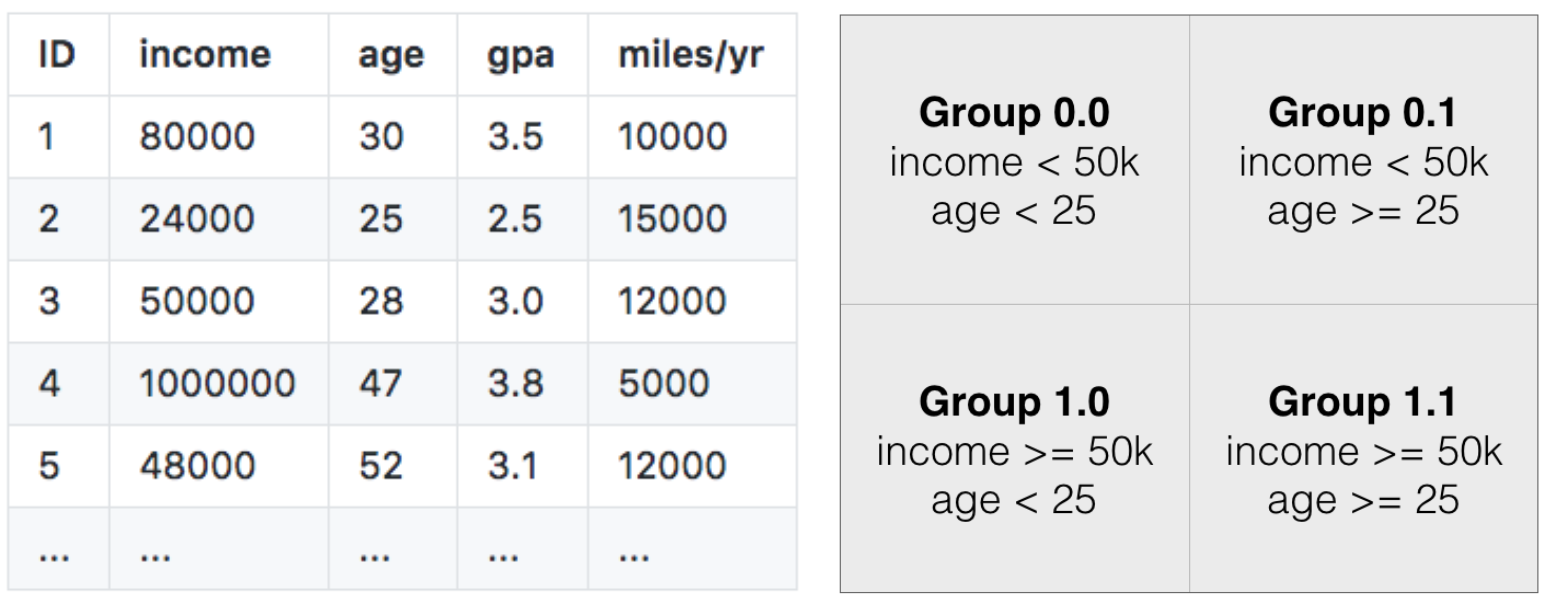 ID income age gpa miles/yr
1 80000 30 3.5 10000
2 24000 25 2.5 15000
3 50000 28 3.0 12000
4 1000000 47 3.8 5000
5 48000 52 3.1 12000
... ... ... ... ...
Group 0.0
income < 50k
age < 25
Group 0.1
income < 50k
age >= 25
Group 1.0
income >= 50k
age < 25
Group 1.1
income >= 50k
age >= 25